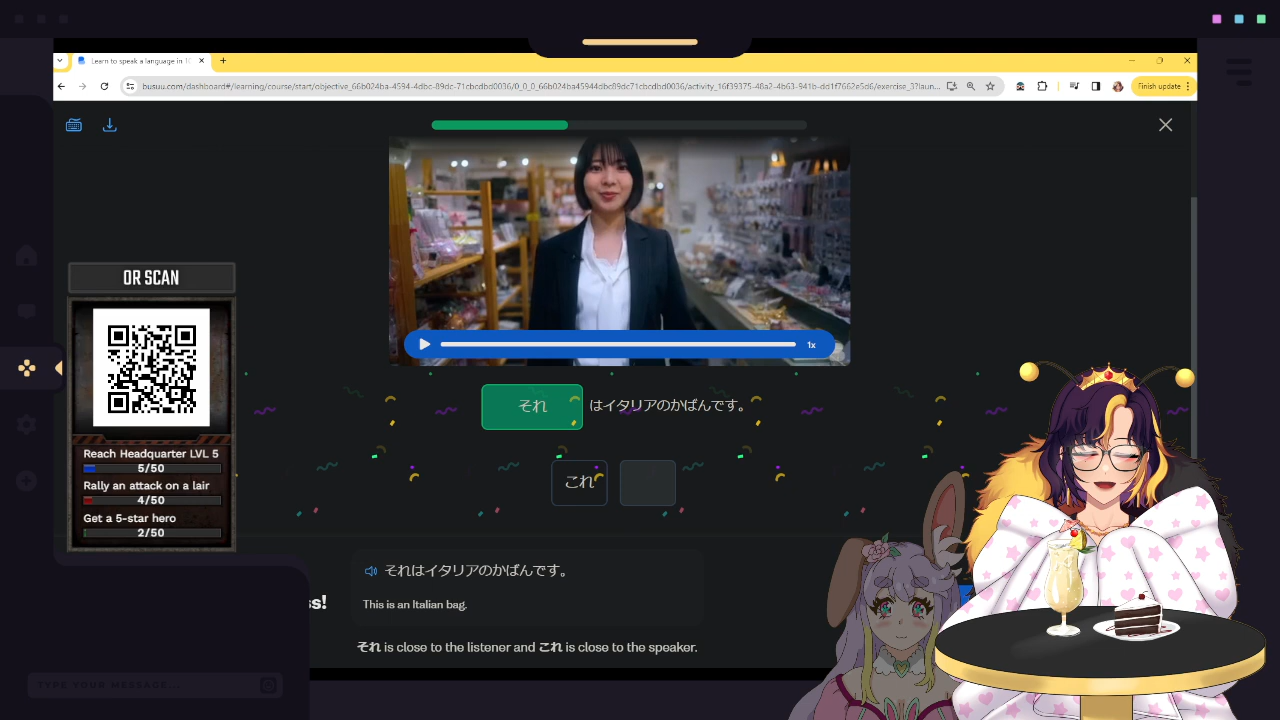 Learn to speak a language in 1
busuu.com/dashboard#/learning/course/start/objective_66b024ba-4594-4dbc-89dc-71cbcdbd0036/0_0_0_66b024ba45944dbc89dc71cbcdbd0036/activity_16f39375-48a2-4b63-941b-dd1f7662e5d6/exercise_3?laun...
Finish update
1x
OR SCAN
それ はイタリアのかばんです。
これ
Reach Headquarter LVL 5
5/50
Rally an attack on a lair
4/50
Get a 5-star hero
2/50
s!
それはイタリアのかばんです。
This is an Italian bag.
それ is close to the listener and これ is close to the speaker.
TYPE YOUR MESSAGE...